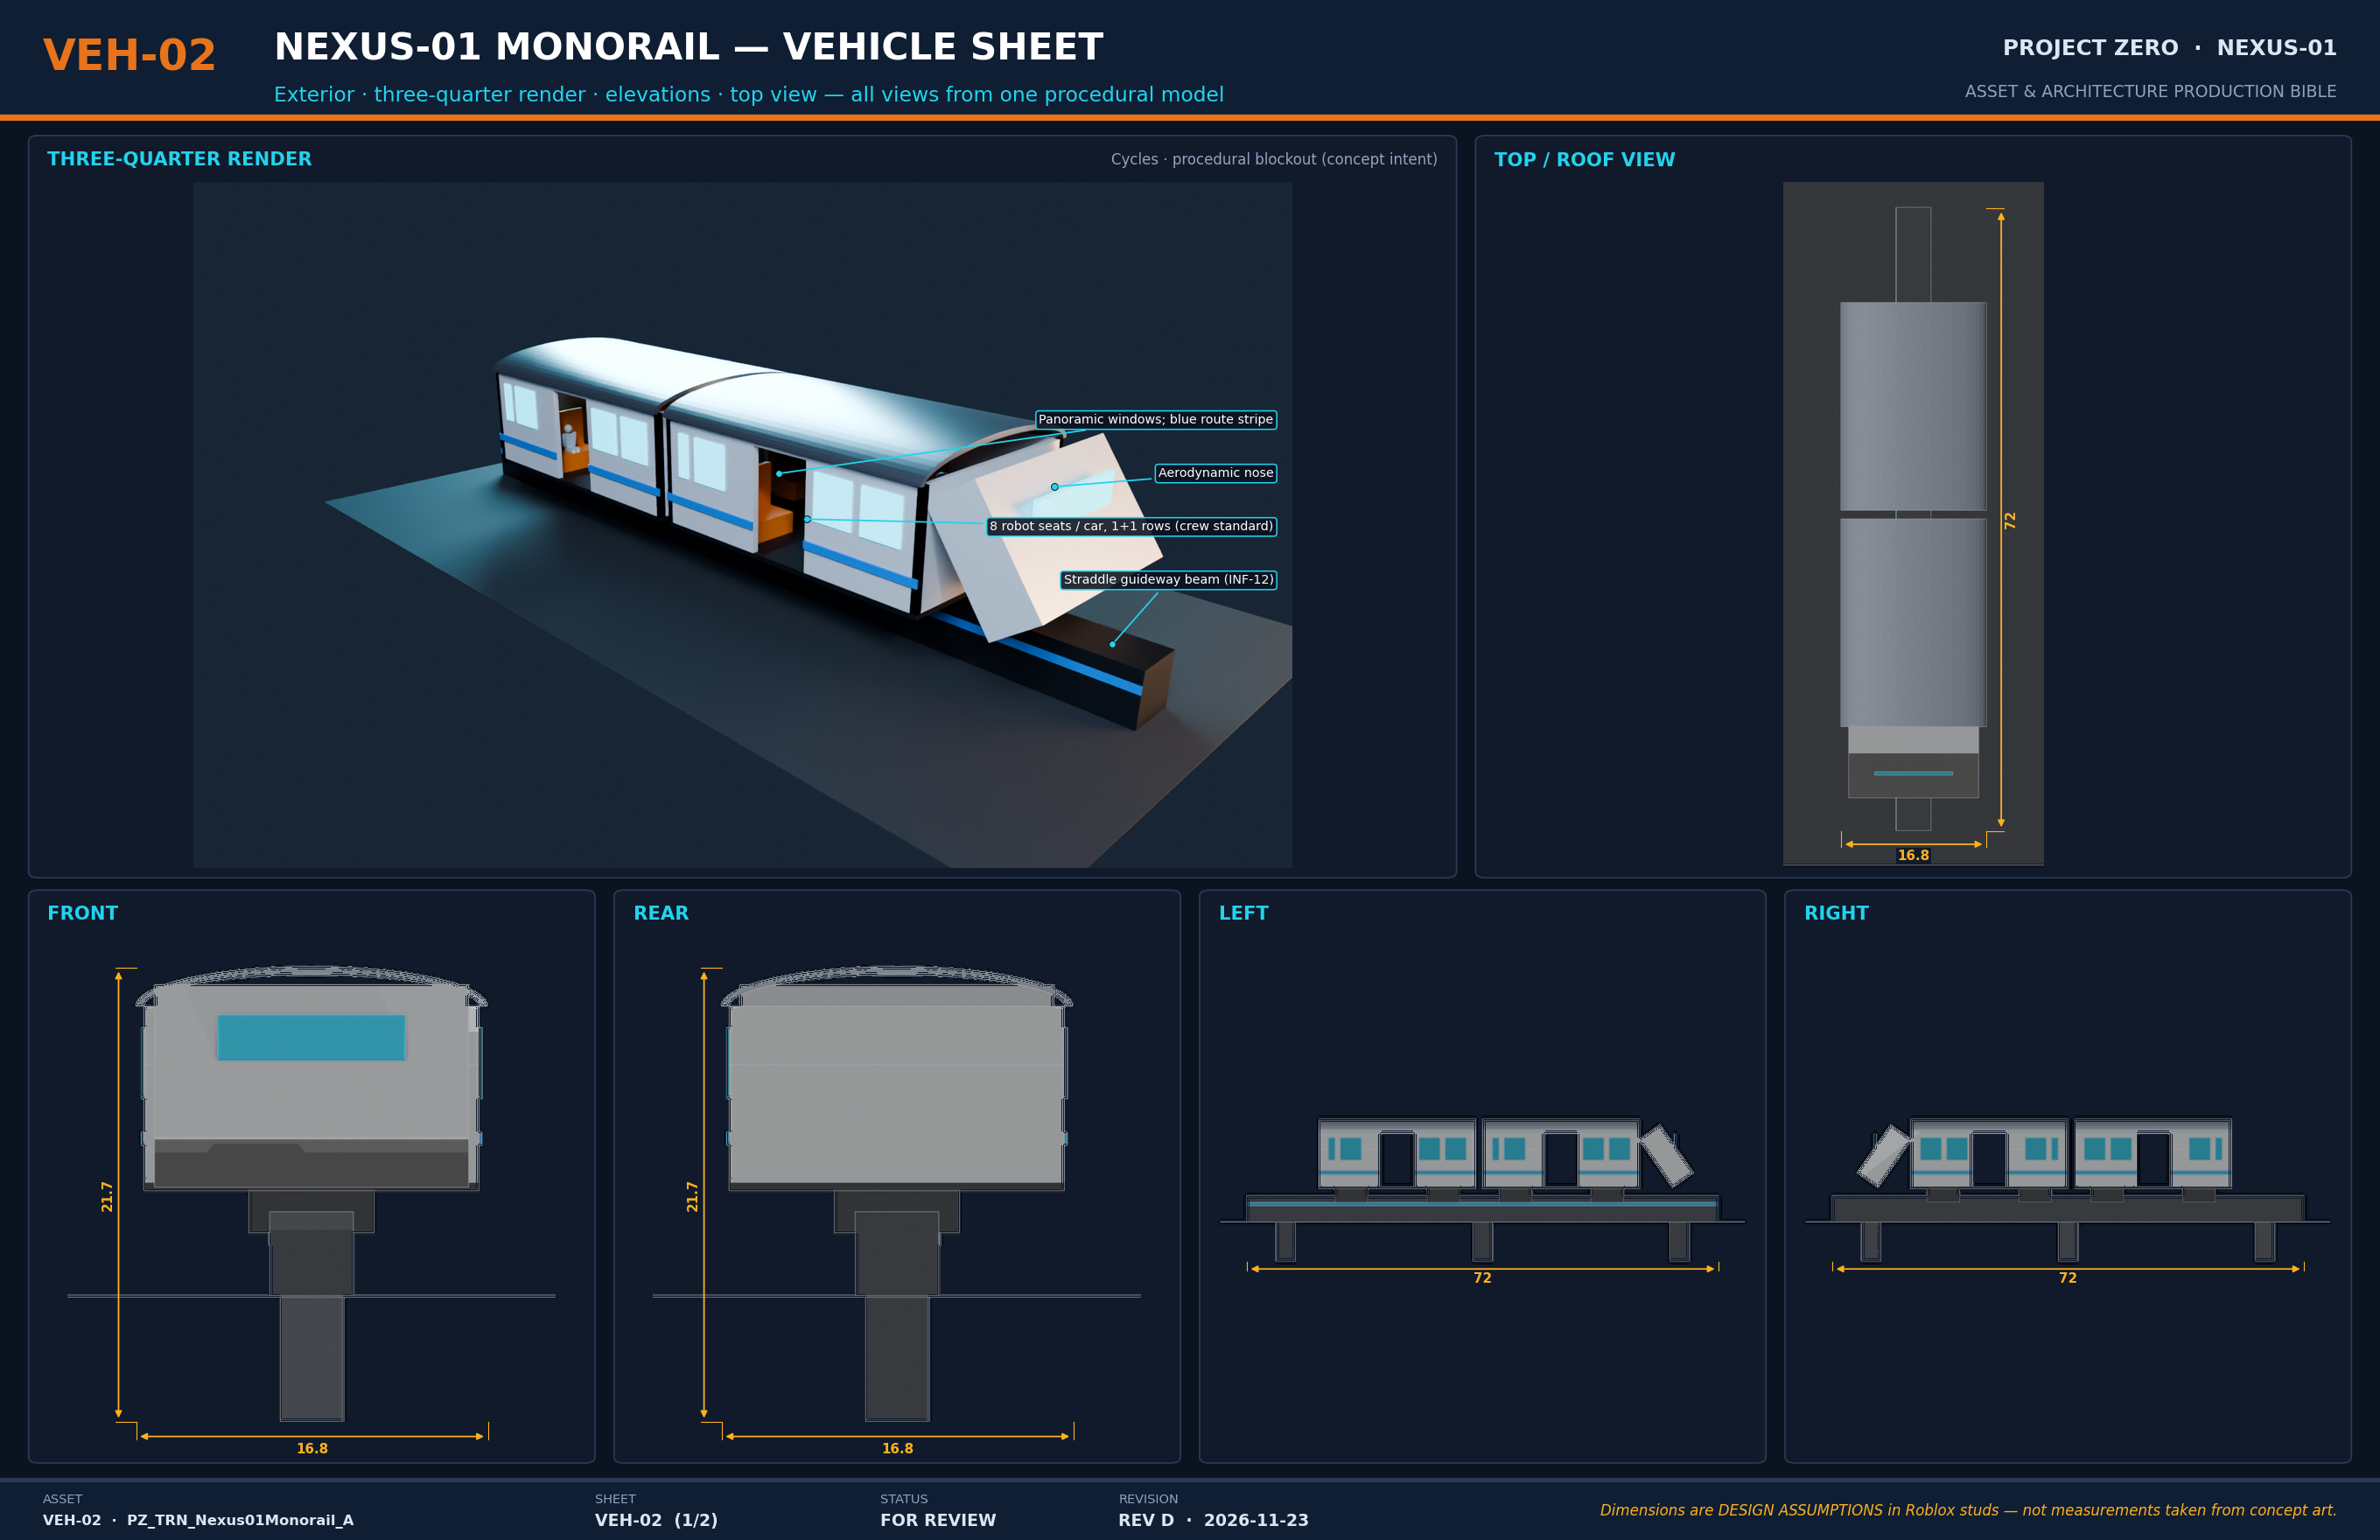 VEH-02
NEXUS-01 MONORAIL — VEHICLE SHEET
Exterior · three-quarter render · elevations · top view — all views from one procedural model
PROJECT ZERO · NEXUS-01
ASSET & ARCHITECTURE PRODUCTION BIBLE
THREE-QUARTER RENDER
Cycles · procedural blockout (concept intent)
Panoramic windows; blue route stripe
Aerodynamic nose
8 robot seats / car, 1+1 rows (crew standard)
Straddle guideway beam (INF-12)
TOP / ROOF VIEW
72
16.8
FRONT
21.7
16.8
REAR
21.7
16.8
LEFT
72
RIGHT
72
ASSET
VEH-02 · PZ_TRN_Nexus01Monorail_A
SHEET
VEH-02 (1/2)
STATUS
FOR REVIEW
REVISION
REV D · 2026-11-23
Dimensions are DESIGN ASSUMPTIONS in Roblox studs — not measurements taken from concept art.